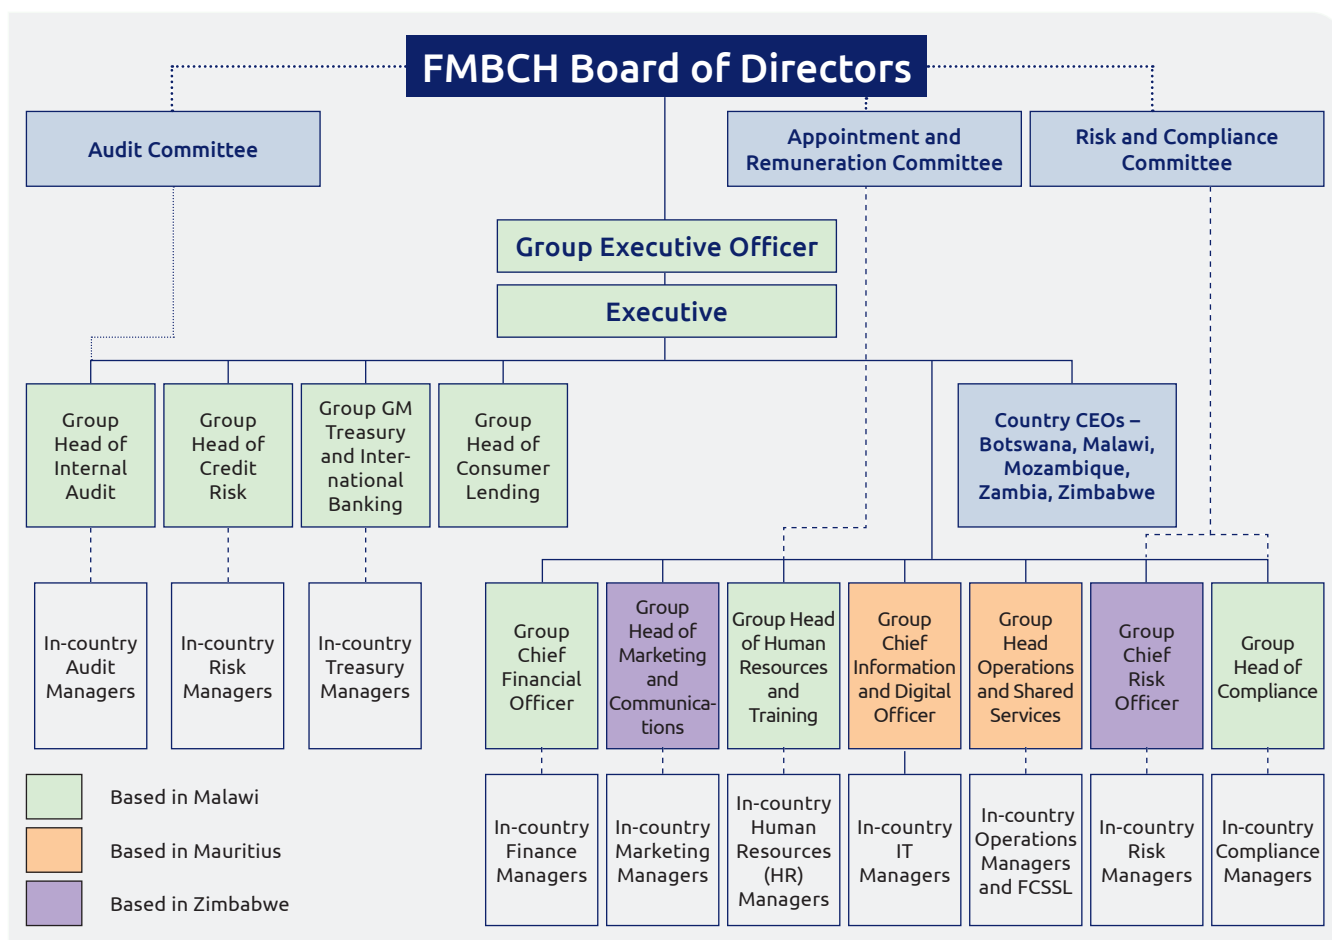 FMBCH Board of Directors
Audit Committee
Appointment and
Remuneration Committee
Risk and Compliance
Committee
Group Executive Officer
Executive
Group
Head of
Internal
Audit
Group
Head of
Credit
Risk
Group GM
Treasury
and Inter-
national
Banking
Group
Head of
Consumer
Lending
Country CEOs –
Botswana, Malawi,
Mozambique,
Zambia, Zimbabwe
In-country
Audit
Managers
In-country
Risk
Managers
In-country
Treasury
Managers
Group
Chief
Financial
Officer
Group
Head of
Marketing
and
Communica-
tions
Group Head
of Human
Resources
and
Training
Group
Chief
Information
and Digital
Officer
Group
Head
Operations
and Shared
Services
Group
Chief
Risk
Officer
Group
Head of
Compliance
In-country
Finance
Managers
In-country
Marketing
Managers
In-country
Human
Resources
(HR)
Managers
In-country
IT
Managers
In-country
Operations
Managers
and FCSSL
In-country
Risk
Managers
In-country
Compliance
Managers
Based in Malawi
Based in Mauritius
Based in Zimbabwe